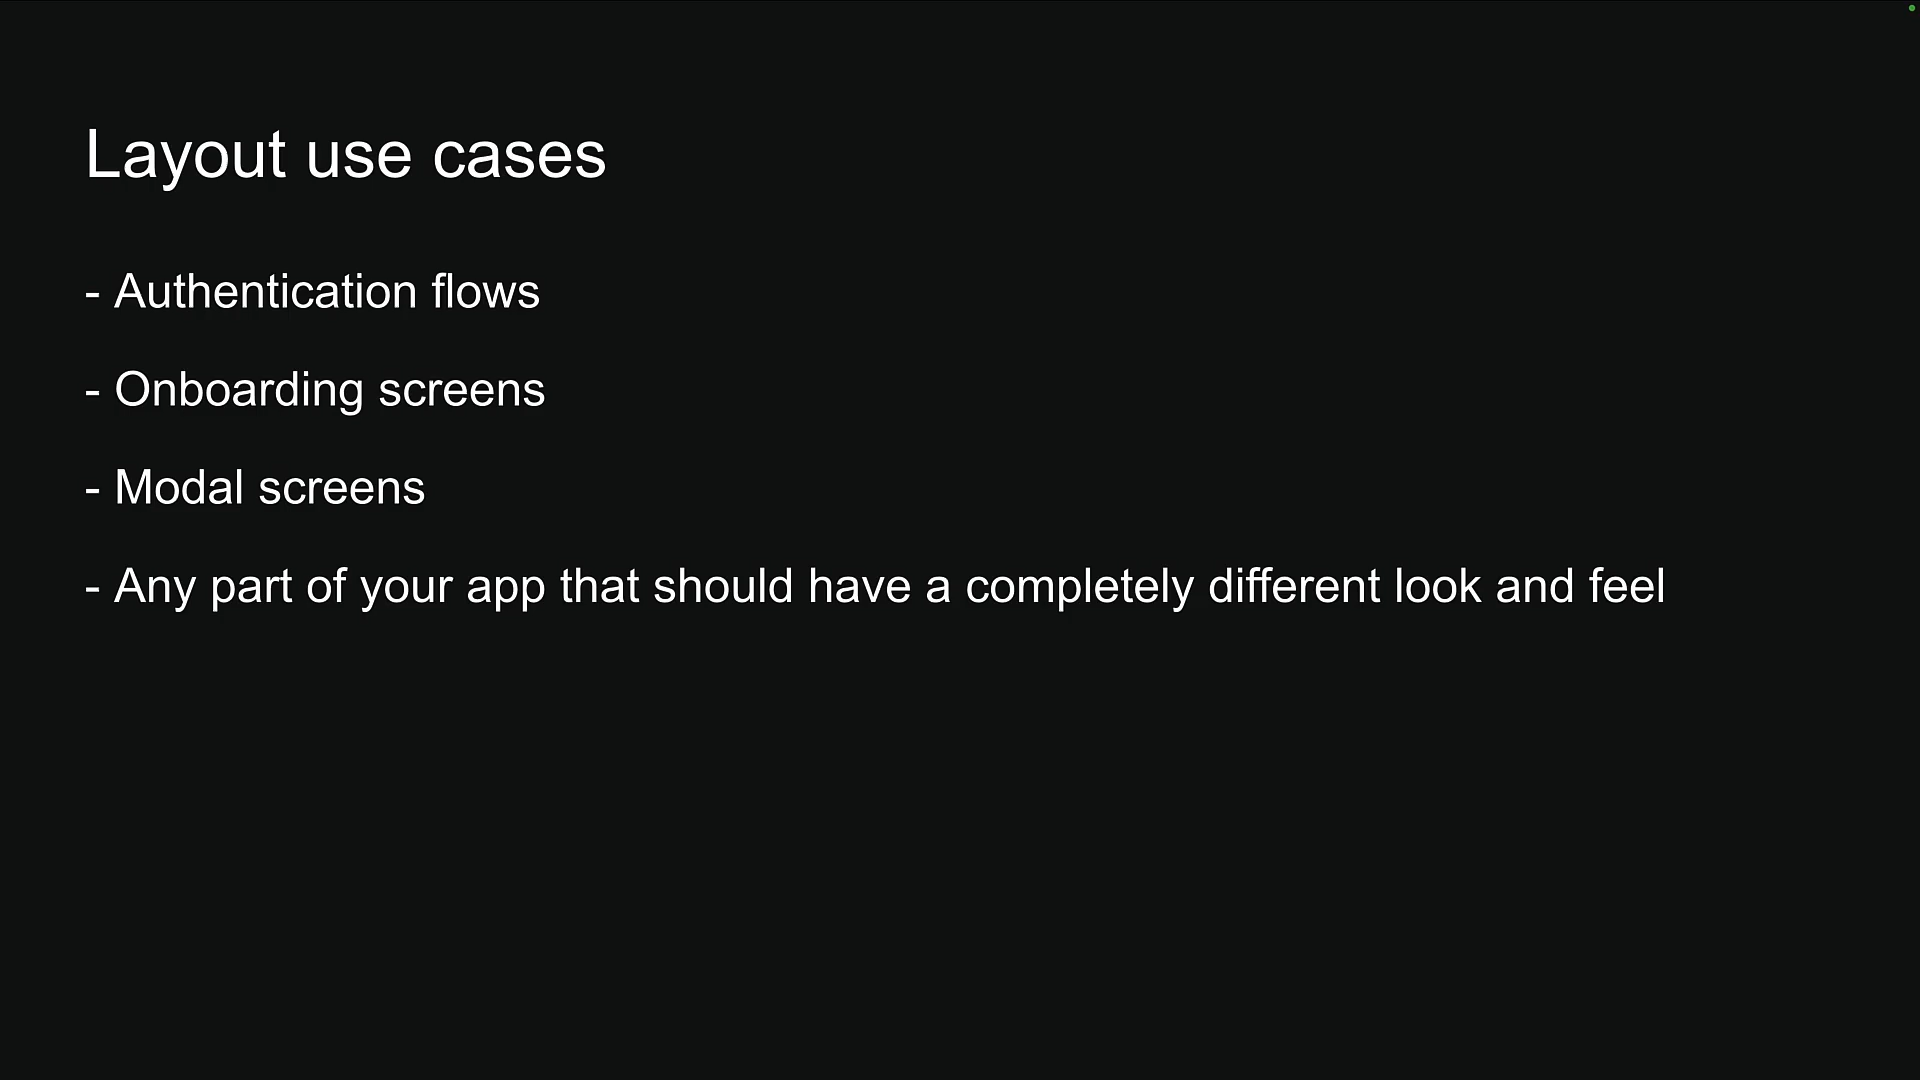 Layout use cases
- Authentication flows
- Onboarding screens
- Modal screens
- Any part of your app that should have a completely different look and feel